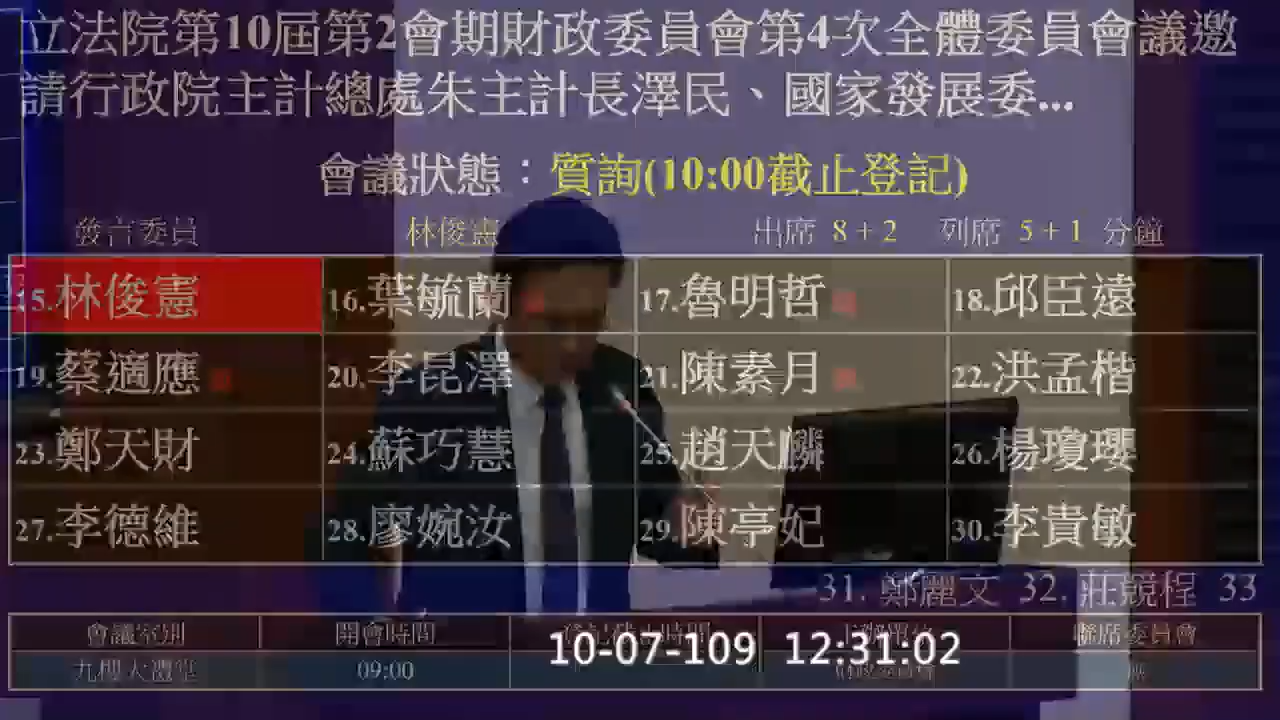 立法院第10屆第2會期財政委員會第4次全體委員會議邀
請行政院主計總處朱主計長澤民、國家發展委...
會議狀態：質詢(10:00截止登記)
發言委員 林俊憲 出席 8+2 列席 5+1 分鐘
15.林俊憲 16.葉毓蘭 17.魯明哲 18.邱臣遠
19.蔡適應 20.李昆澤 21.陳素月 22.洪孟楷
23.鄭天財 24.蘇巧慧 25.趙天麟 26.楊瓊瓔
27.李德維 28.廖婉汝 29.陳亭妃 30.李貴敏
31. 鄭麗文 32. 莊競程 33
會議室別 開會時間 聯席委員會
九樓大禮堂 09:00 無
10-07-109 12:31:02